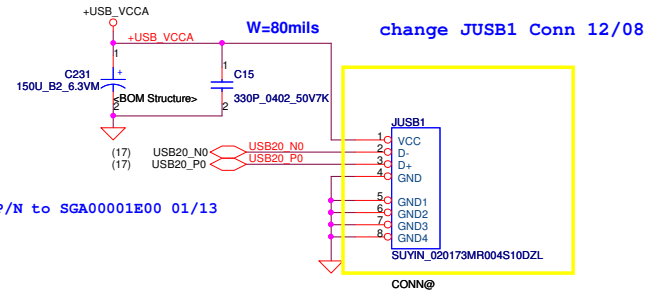 +USB_VCCA
+USB_VCCA
W=80mils
change JUSB1 Conn 12/08
1
C231
+
150U_B2_6.3VM
<BOM Structure>
2
1
C15
330P_0402_50V7K
2
JUSB1
1 VCC
(17) USB20_N0 USB20_N0 2 D-
(17) USB20_P0 USB20_P0 3 D+
4 GND
5 GND1
6 GND2
7 GND3
8 GND4
P/N to SGA00001E00 01/13
SUYIN_020173MR004S10DZL
CONN@